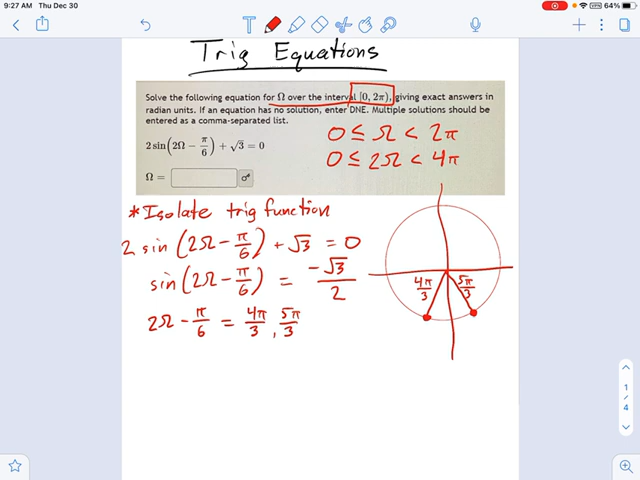 9:27 AM Thu Dec 30
VPN 64%
Trig Equations
Solve the following equation for Ω over the interval [0, 2π), giving exact answers in
radian units. If an equation has no solution, enter DNE. Multiple solutions should be
entered as a comma-separated list.
2 sin(2Ω − π/6) + √3 = 0
Ω =
0 ≤ Ω < 2π
0 ≤ 2Ω < 4π
*Isolate trig function
2 sin(2Ω − π/6) + √3 = 0
sin(2Ω − π/6) = −√3/2
2Ω − π/6 = 4π/3, 5π/3
4π/3 5π/3
1
/
4